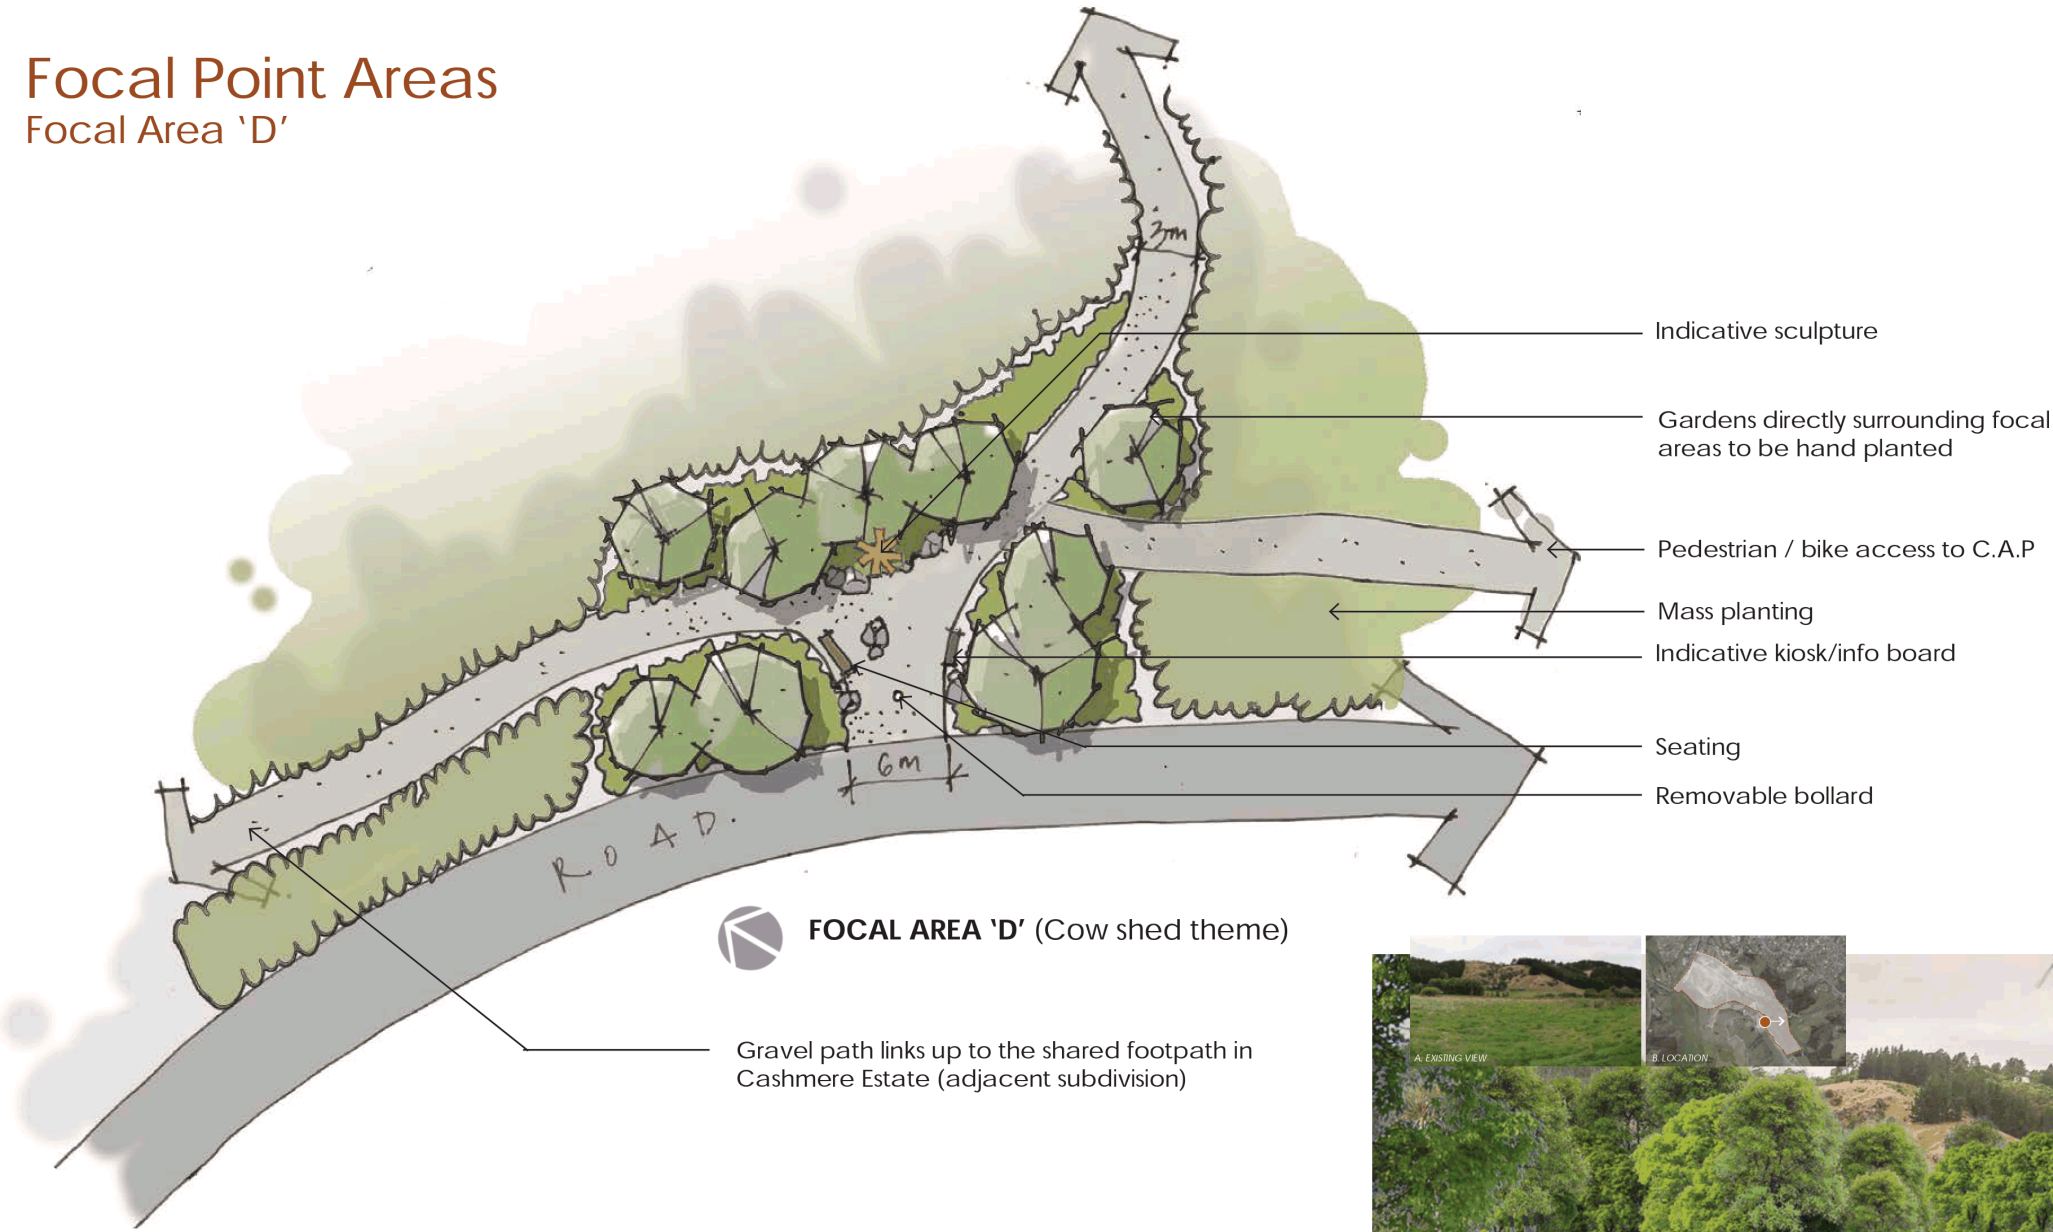 Focal Point Areas
Focal Area ‘D’
3m
Indicative sculpture
Gardens directly surrounding focal
areas to be hand planted
Pedestrian / bike access to C.A.P
Mass planting
Indicative kiosk/info board
Seating
Removable bollard
6m
ROAD.
FOCAL AREA ‘D’ (Cow shed theme)
Gravel path links up to the shared footpath in
Cashmere Estate (adjacent subdivision)
A. EXISTING VIEW
B. LOCATION